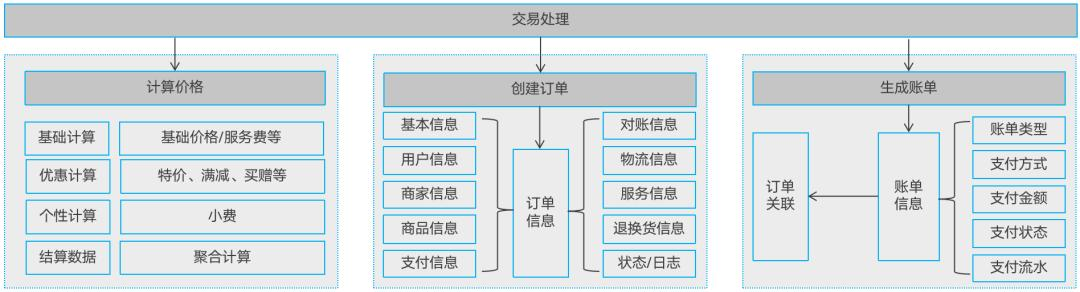 交易处理
计算价格
基础计算
基础价格/服务费等
优惠计算
特价、满减、买赠等
个性计算
小费
结算数据
聚合计算
创建订单
基本信息
用户信息
商家信息
商品信息
支付信息
订单
信息
对账信息
物流信息
服务信息
退换货信息
状态/日志
生成账单
订单
关联
账单
信息
账单类型
支付方式
支付金额
支付状态
支付流水